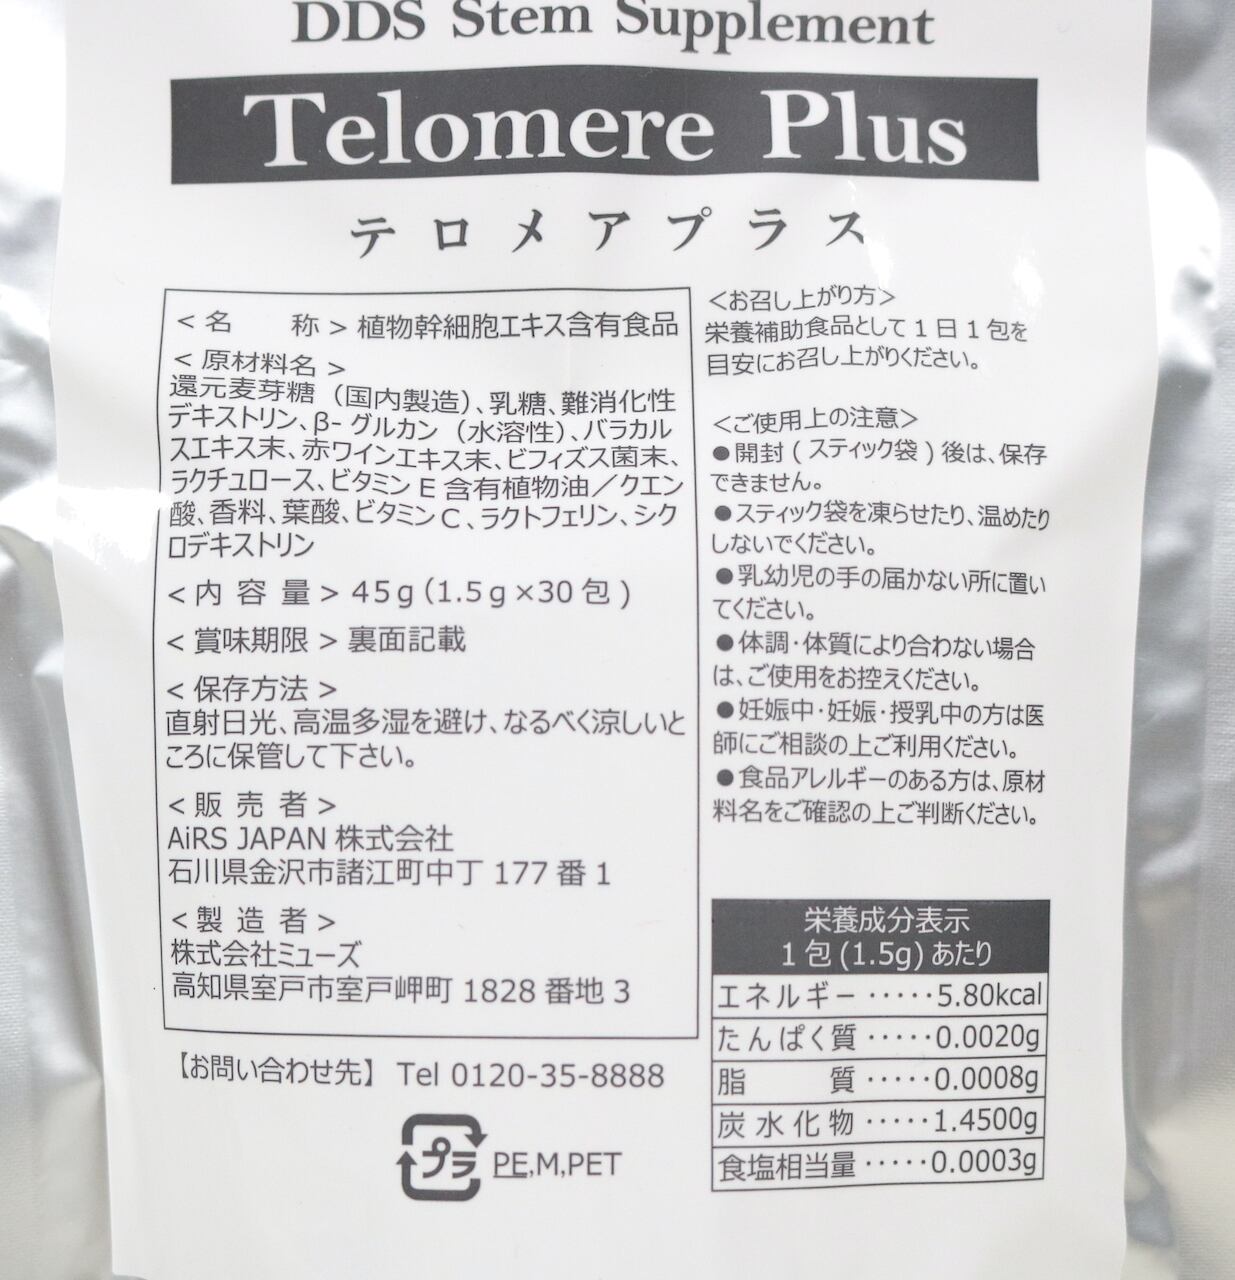 DDS Stem Supplement
Telomere Plus
テロメアプラス
<名　称> 植物幹細胞エキス含有食品
<原材料名>
還元麦芽糖（国内製造）、乳糖、難消化性
デキストリン、β-グルカン（水溶性）、バラカル
スエキス末、赤ワインエキス末、ビフィズス菌末、
ラクチュロース、ビタミンE含有植物油／クエン
酸、香料、葉酸、ビタミンC、ラクトフェリン、シク
ロデキストリン
<内容量> 45g（1.5g×30包）
<賞味期限> 裏面記載
<保存方法>
直射日光、高温多湿を避け、なるべく涼しいと
ころに保管して下さい。
<販売者>
AiRS JAPAN 株式会社
石川県金沢市諸江町中丁 177 番 1
<製造者>
株式会社ミューズ
高知県室戸市室戸岬町 1828 番地 3
【お問い合わせ先】 Tel 0120-35-8888
プラ PE,M,PET
＜お召し上がり方＞
栄養補助食品として１日１包を
目安にお召し上がりください。
＜ご使用上の注意＞
●開封（スティック袋）後は、保存
できません。
●スティック袋を凍らせたり、温めたり
しないでください。
●乳幼児の手の届かない所に置い
てください。
●体調・体質により合わない場合
は、ご使用をお控えください。
●妊娠中・妊娠・授乳中の方は医
師にご相談の上ご利用ください。
●食品アレルギーのある方は、原材
料名をご確認の上ご判断ください。
栄養成分表示
1包(1.5g)あたり
エネルギー・・・・・5.80kcal
たんぱく質・・・・・0.0020g
脂　質・・・・・0.0008g
炭水化物・・・・・1.4500g
食塩相当量・・・・・0.0003g